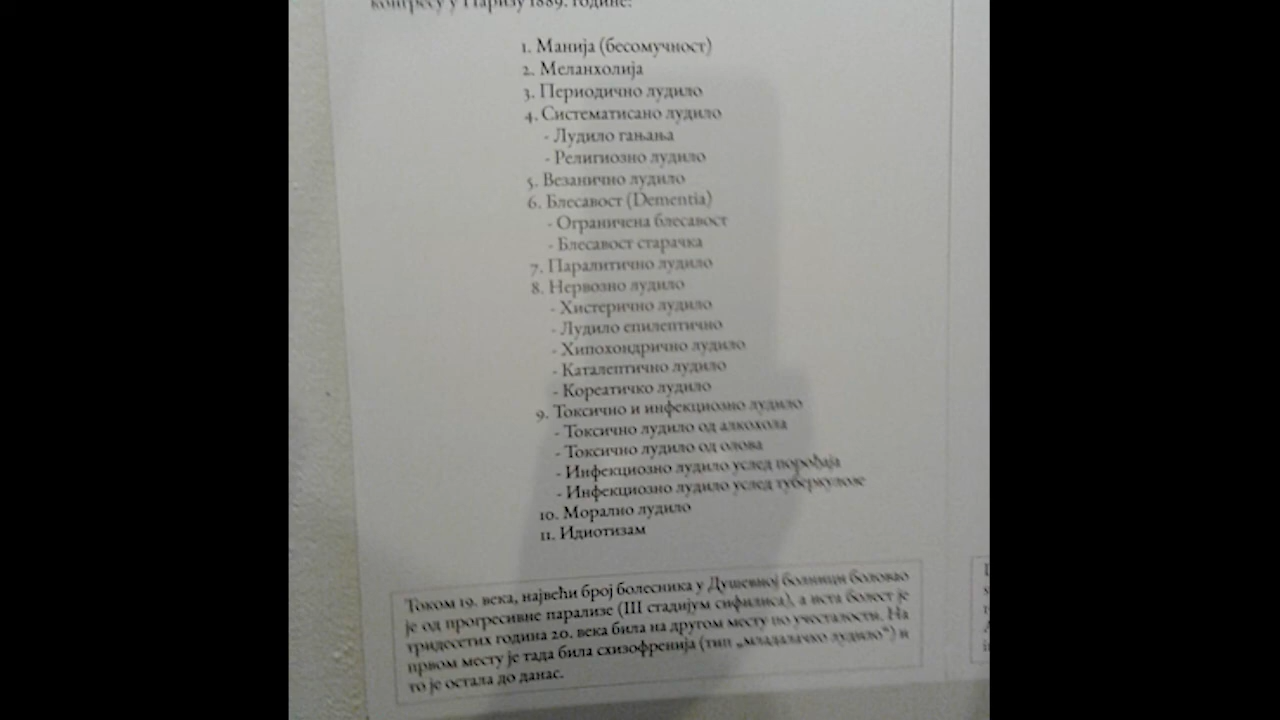 конгресу у Паризу 1889. године:
1. Манија (бесомучност)
2. Меланхолија
3. Периодично лудило
4. Систематисано лудило
- Лудило гањања
- Религиозно лудило
5. Везанично лудило
6. Блесавост (Dementia)
- Ограничена блесавост
- Блесавост старачка
7. Паралитично лудило
8. Нервозно лудило
- Хистерично лудило
- Лудило епилептично
- Хипохондрично лудило
- Каталептично лудило
- Кореатичко лудило
9. Токсично и инфекциозно лудило
- Токсично лудило од алкохола
- Токсично лудило од олова
- Инфекциозно лудило услед порођаја
- Инфекциозно лудило услед туберкулозе
10. Морално лудило
11. Идиотизам
Током 19. века, највећи број болесника у Душевној болници боловао
је од прогресивне парализе (III стадијум сифилиса), а иста болест је
тридесетих година 20. века била на другом месту по учесталости. На
првом месту је тада била схизофренија (тип „младалачко лудило“) и
то је остала до данас.